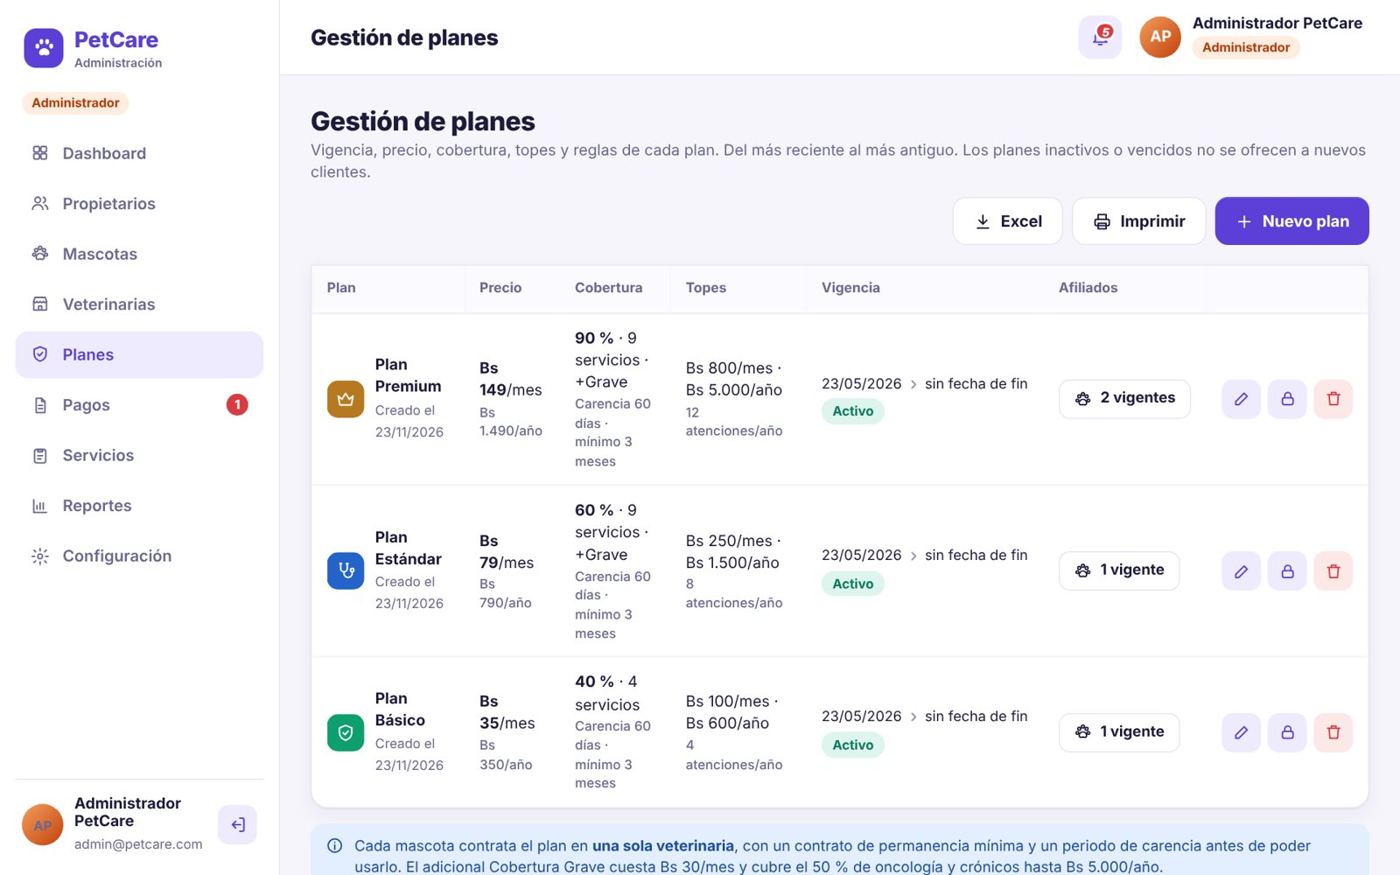 PetCare
Administración
Administrador
Dashboard
Propietarios
Mascotas
Veterinarias
Planes
Pagos
1
Servicios
Reportes
Configuración
AP
Administrador
PetCare
admin@petcare.com
Gestión de planes
5
AP
Administrador PetCare
Administrador
Gestión de planes
Vigencia, precio, cobertura, topes y reglas de cada plan. Del más reciente al más antiguo. Los planes inactivos o vencidos no se ofrecen a nuevos
clientes.
Excel
Imprimir
+ Nuevo plan
Plan
Precio
Cobertura
Topes
Vigencia
Afiliados
Plan
Premium
Creado el
23/11/2026
Bs
149/mes
Bs
1.490/año
90 % · 9
servicios ·
+Grave
Carencia 60
días ·
mínimo 3
meses
Bs 800/mes ·
Bs 5.000/año
12
atenciones/año
23/05/2026 › sin fecha de fin
Activo
2 vigentes
Plan
Estándar
Creado el
23/11/2026
Bs
79/mes
Bs
790/año
60 % · 9
servicios ·
+Grave
Carencia 60
días ·
mínimo 3
meses
Bs 250/mes ·
Bs 1.500/año
8
atenciones/año
23/05/2026 › sin fecha de fin
Activo
1 vigente
Plan
Básico
Creado el
23/11/2026
Bs
35/mes
Bs
350/año
40 % · 4
servicios
Carencia 60
días ·
mínimo 3
meses
Bs 100/mes ·
Bs 600/año
4
atenciones/año
23/05/2026 › sin fecha de fin
Activo
1 vigente
Cada mascota contrata el plan en una sola veterinaria, con un contrato de permanencia mínima y un periodo de carencia antes de poder
usarlo. El adicional Cobertura Grave cuesta Bs 30/mes y cubre el 50 % de oncología y crónicos hasta Bs 5.000/año.